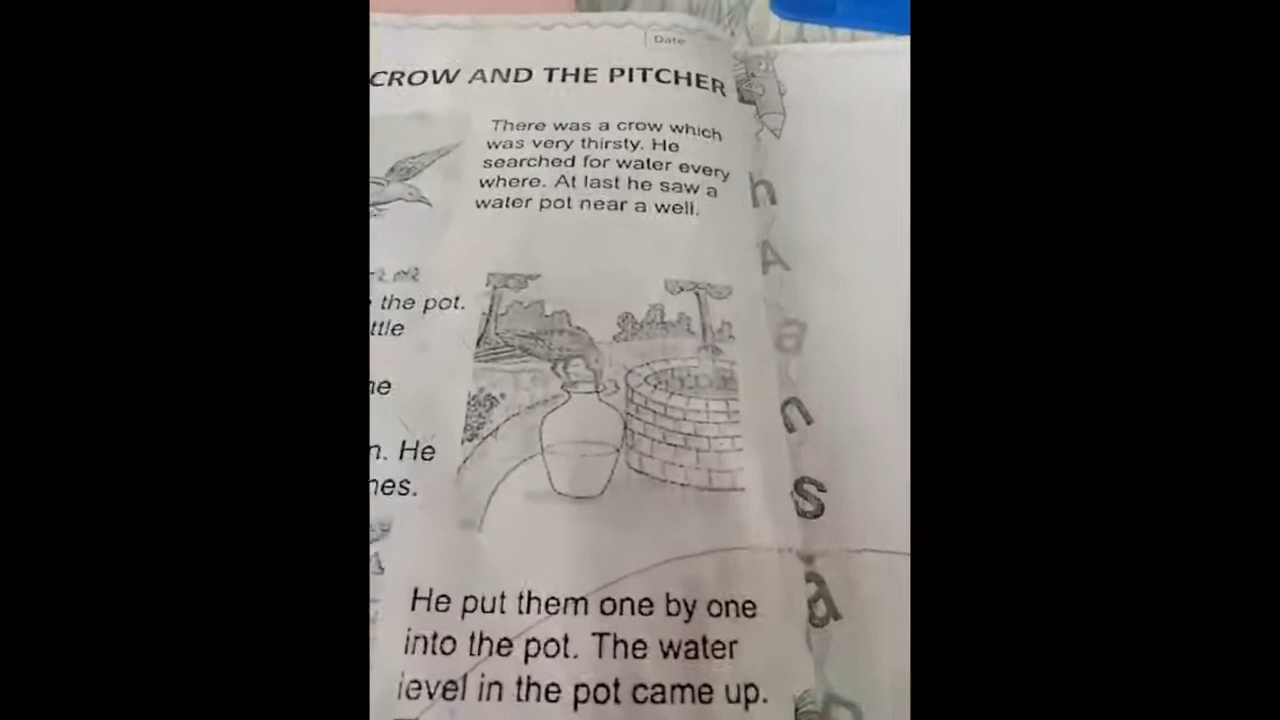 Date
CROW AND THE PITCHER
There was a crow which
was very thirsty. He
searched for water every
where. At last he saw a
water pot near a well.
the pot.
ttle
ne
n. He
nes.
He put them one by one
into the pot. The water
level in the pot came up.
h
A
a
n
s
a